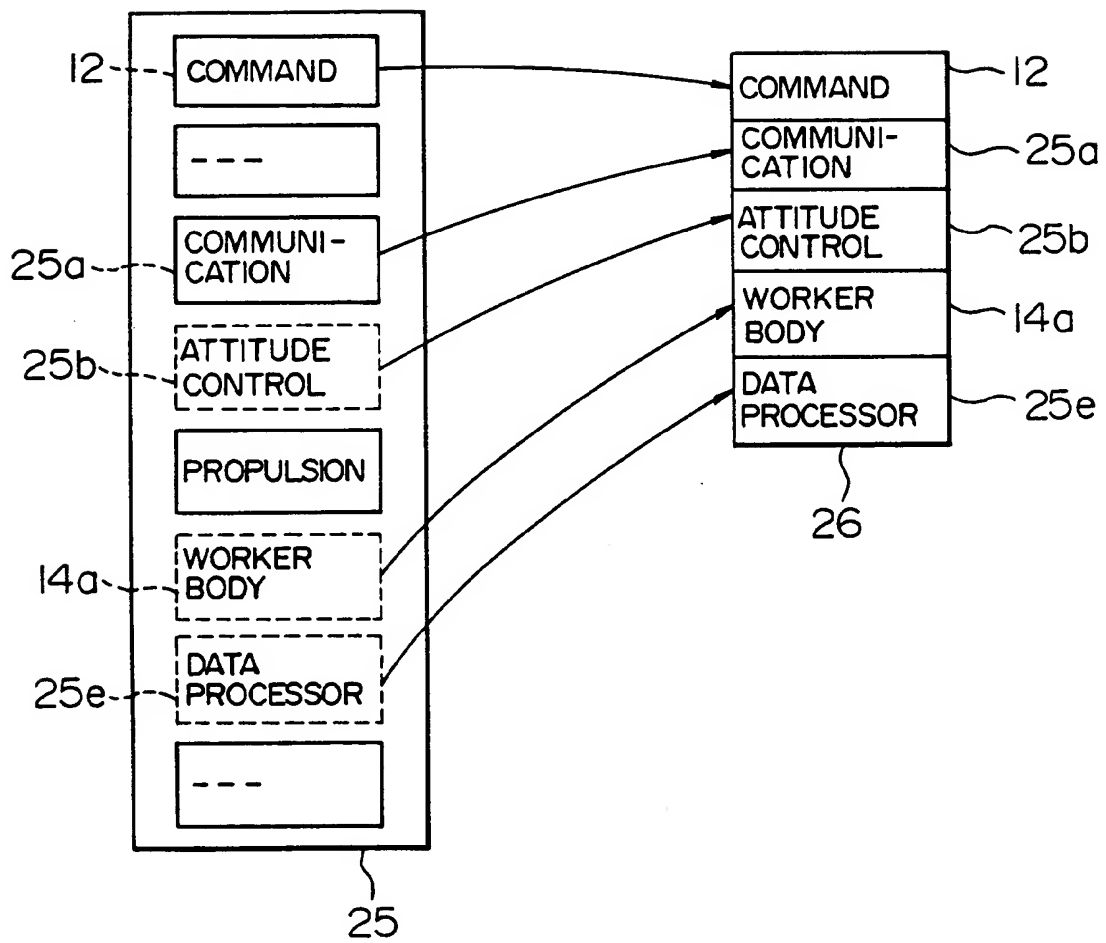 12
COMMAND
---
25a
COMMUNI-
CATION
25b
ATTITUDE
CONTROL
PROPULSION
14a
WORKER
BODY
25e
DATA
PROCESSOR
---
25
COMMAND
12
COMMUNI-
CATION
25a
ATTITUDE
CONTROL
25b
WORKER
BODY
14a
DATA
PROCESSOR
25e
26